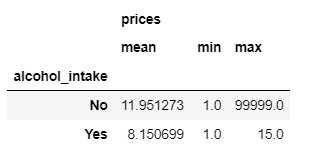 prices
mean min max
alcohol_intake
No 11.951273 1.0 99999.0
Yes 8.150699 1.0 15.0